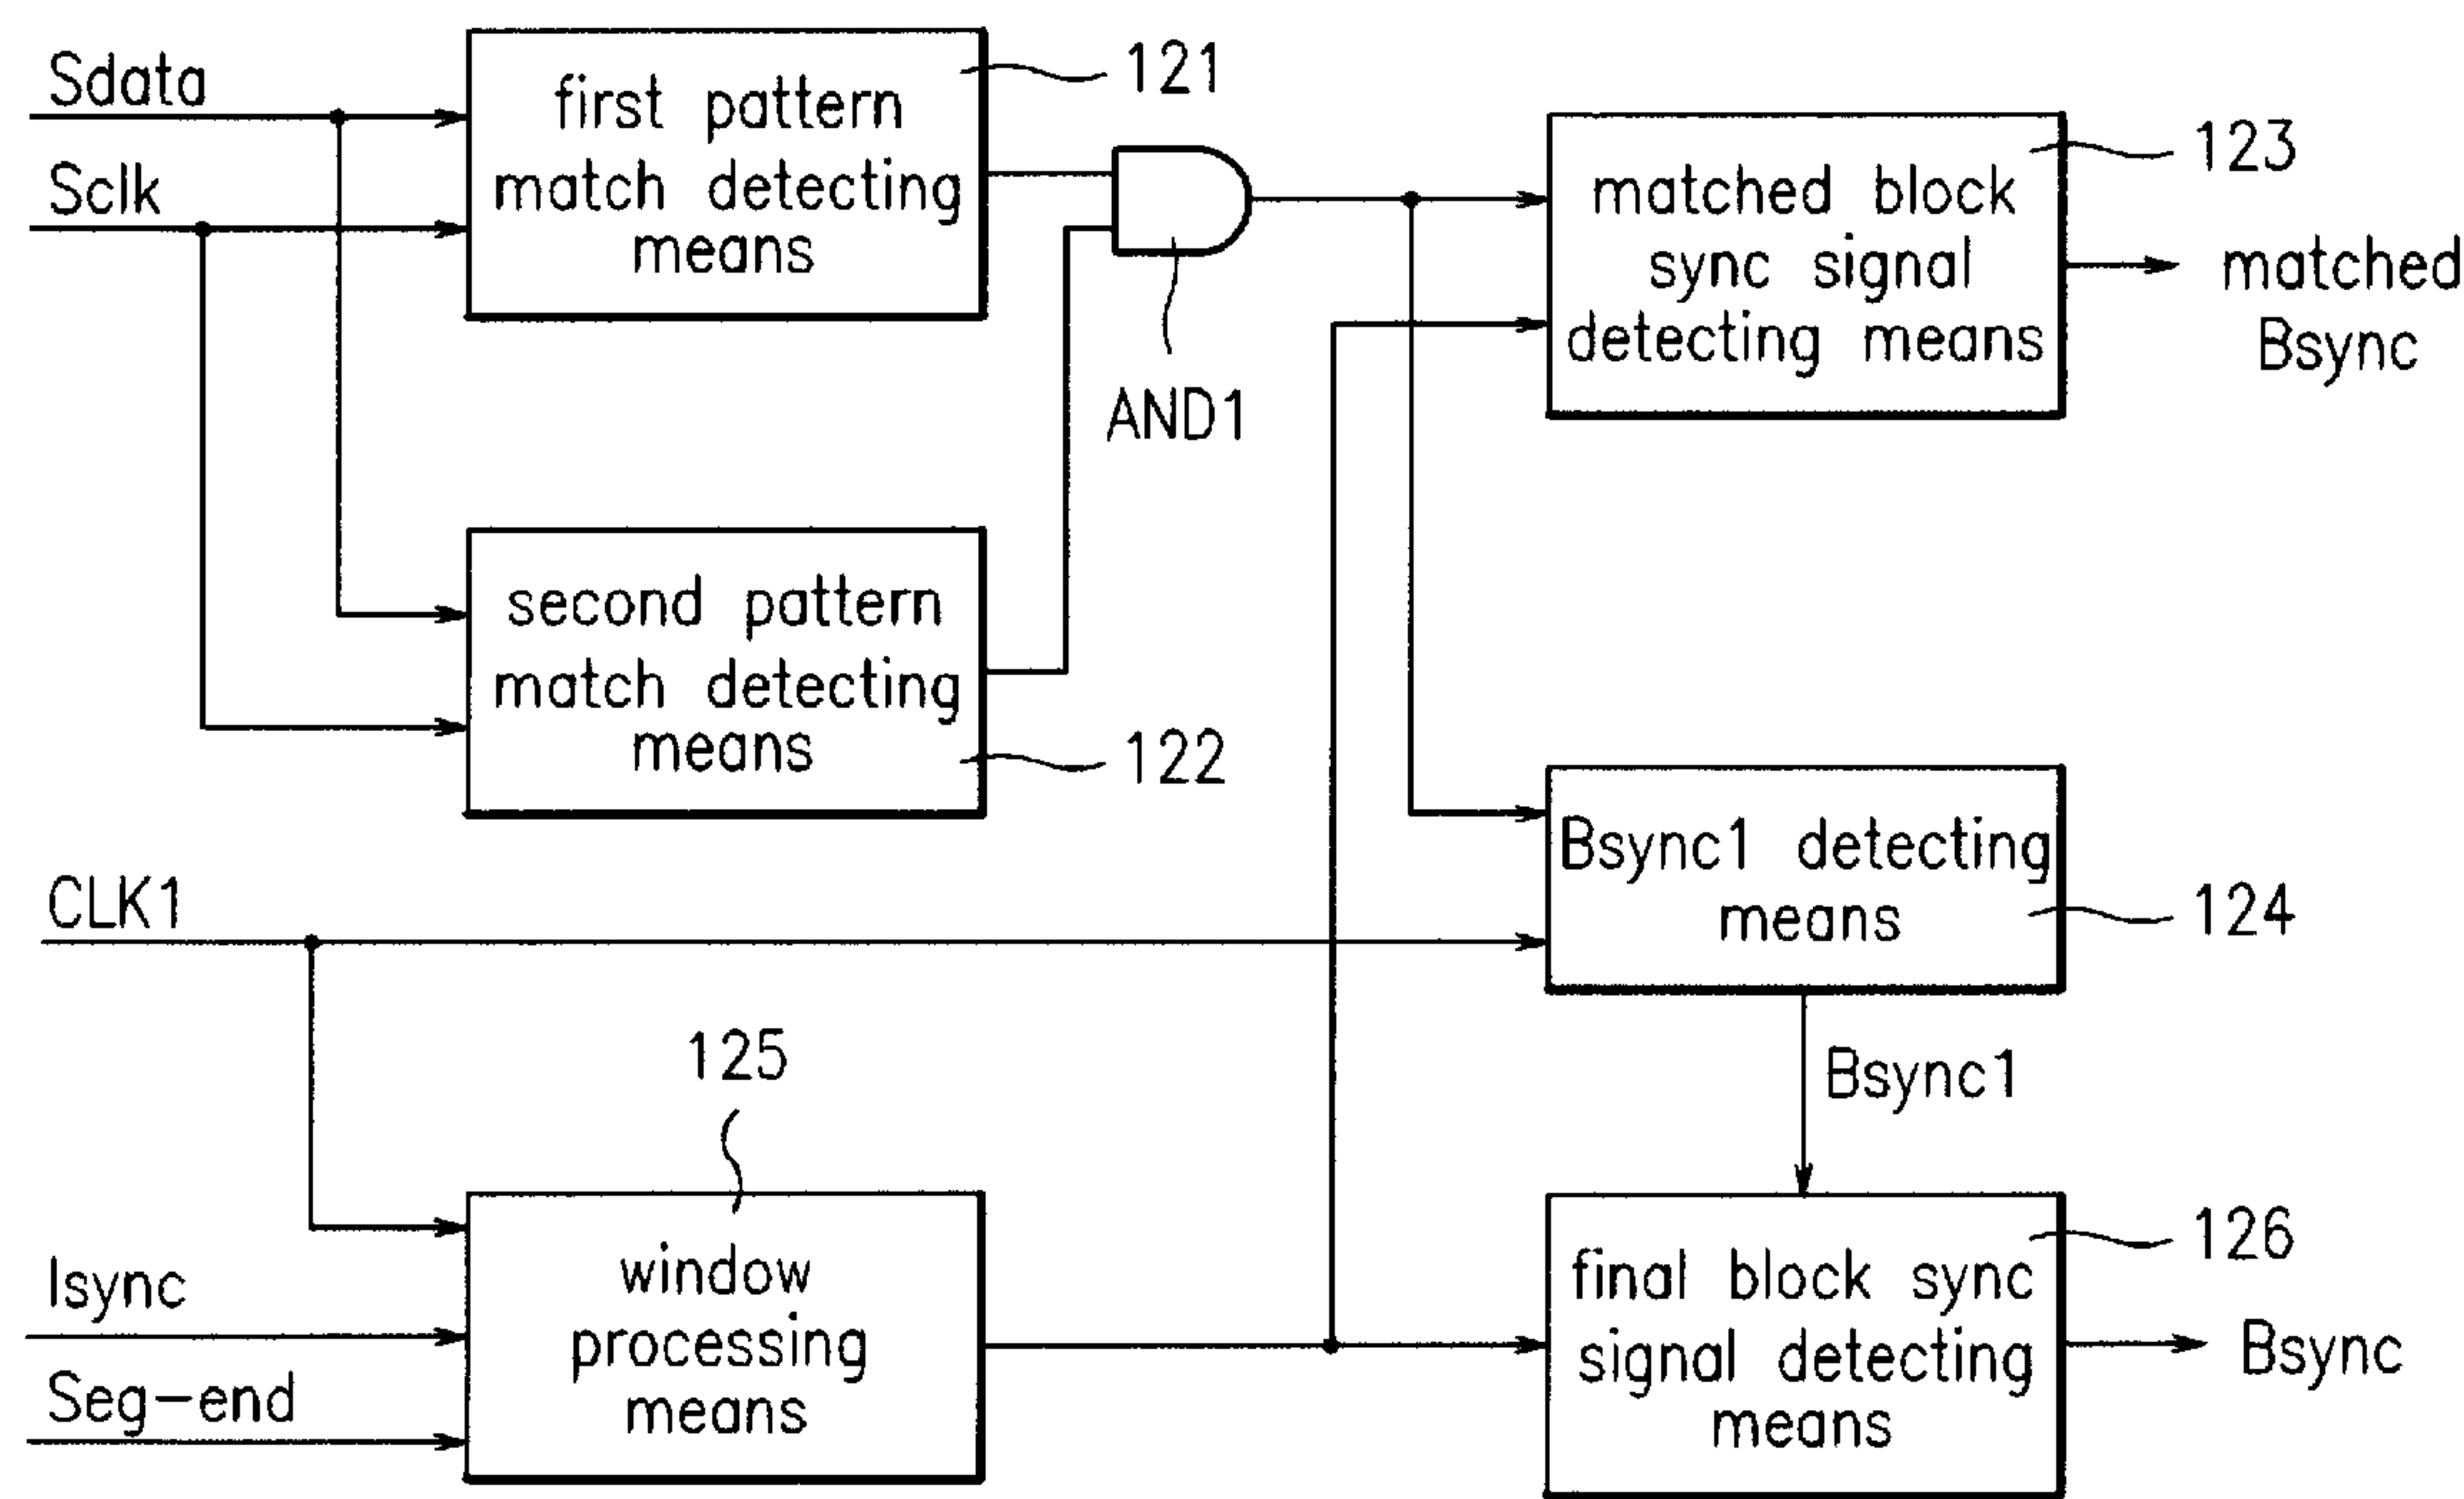 Sdata
Sclk
first pattern
match detecting
means
121
AND1
matched block
sync signal
detecting means
123
matched
Bsync
second pattern
match detecting
means
122
CLK1
Bsync1 detecting
means
124
Bsync1
125
Isync
Seg-end
window
processing
means
final block sync
signal detecting
means
126
Bsync